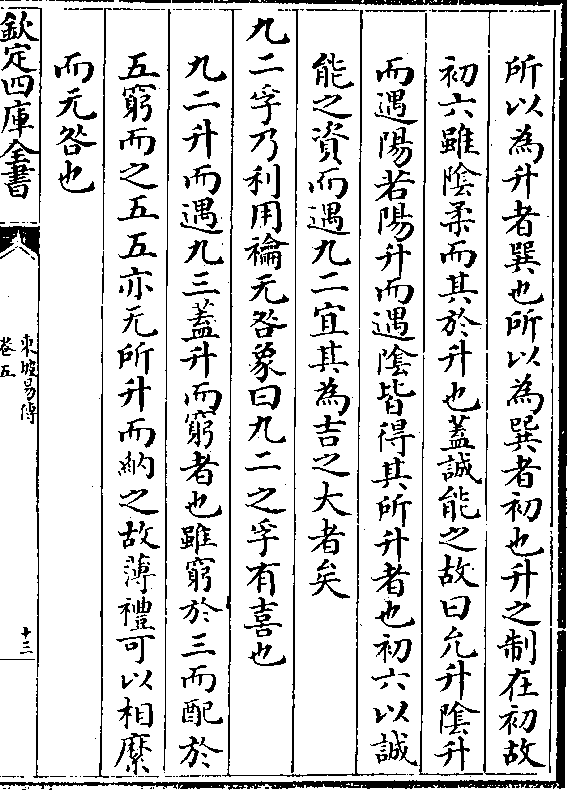 所以為升者巽也所以為巽者初也升之制在初故
初六雖陰柔而其於升也蓋誠能之故曰允升陰升
而遇陽若陽升而遇陰皆得其所升者也初六以誠
能之資而遇九二宜其為吉之大者矣
九二孚乃利用禴无咎象曰九二之孚有喜也
九二升而遇九三蓋升而窮者也雖窮於三而配於
五窮而之五五亦无所升而納之故薄禮可以相縻
而无咎也
欽定四庫全書
東坡易傳
卷五
十三